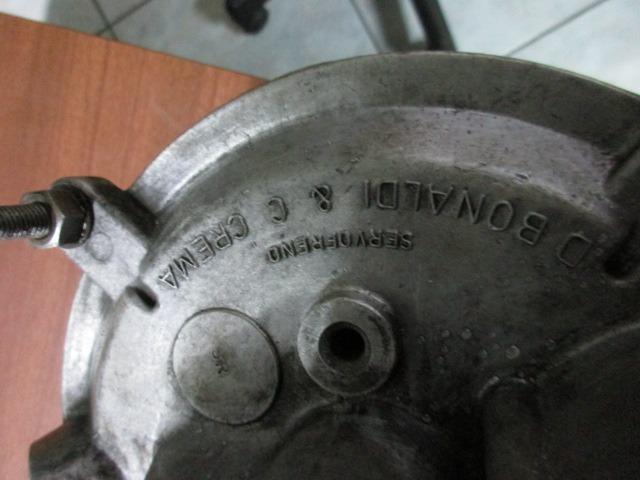 D BONALDI & C CREMA
SERVOFRENO